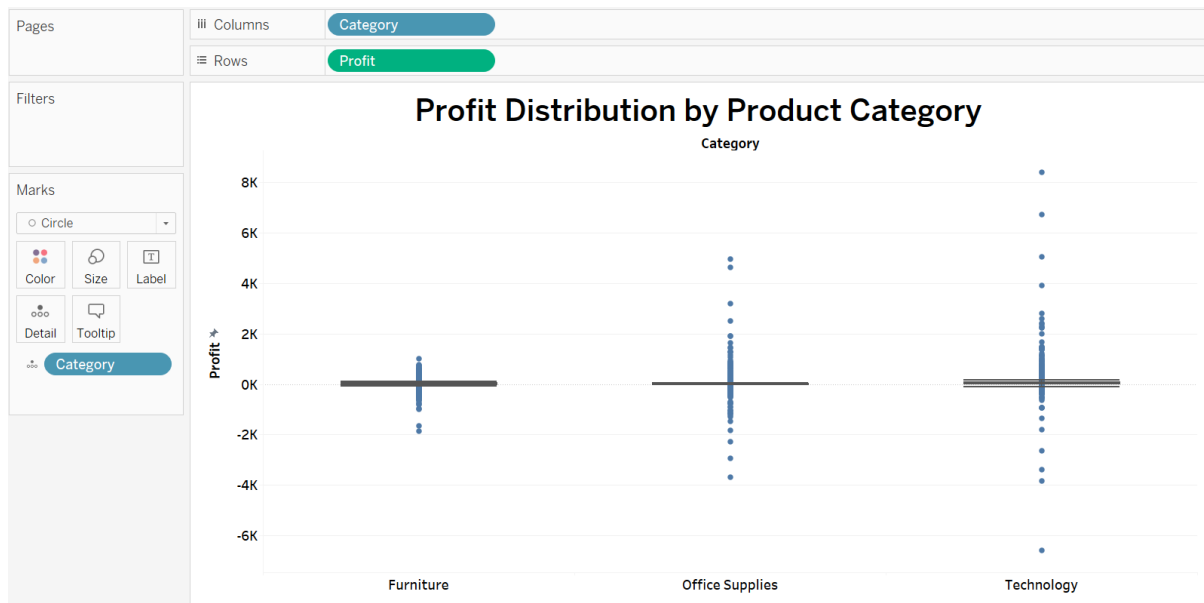 Pages
iii Columns
Category
Rows
Profit
Filters
Marks
Circle
Color
Size
T
Label
Detail
Tooltip
Category
Profit Distribution by Product Category
Category
8K
6K
4K
2K
0K
-2K
-4K
-6K
Profit
Furniture
Office Supplies
Technology